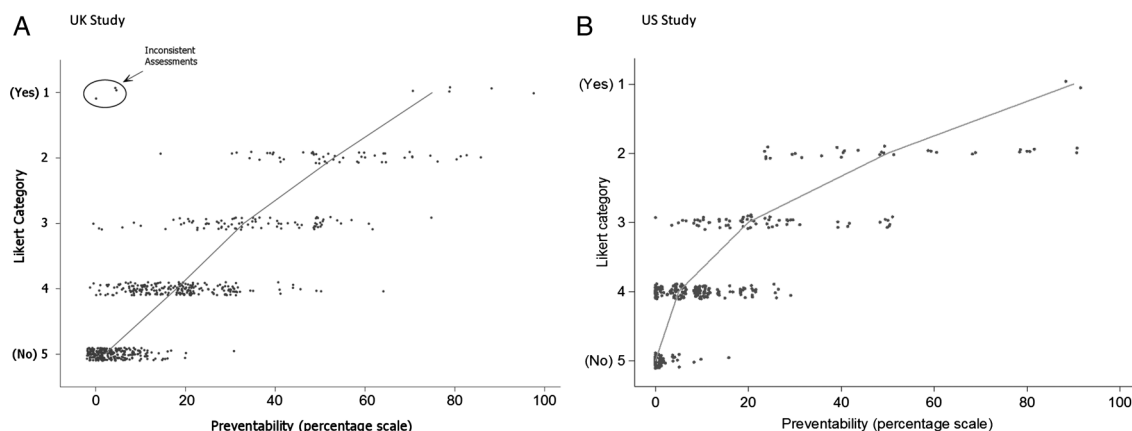 A
UK Study
Inconsistent
Assessments
(Yes) 1
2
3
4
(No) 5
Likert Category
0
20
40
60
80
100
Preventability (percentage scale)
B
US Study
(Yes) 1
2
3
4
(No) 5
Likert category
0
20
40
60
80
100
Preventability (percentage scale)